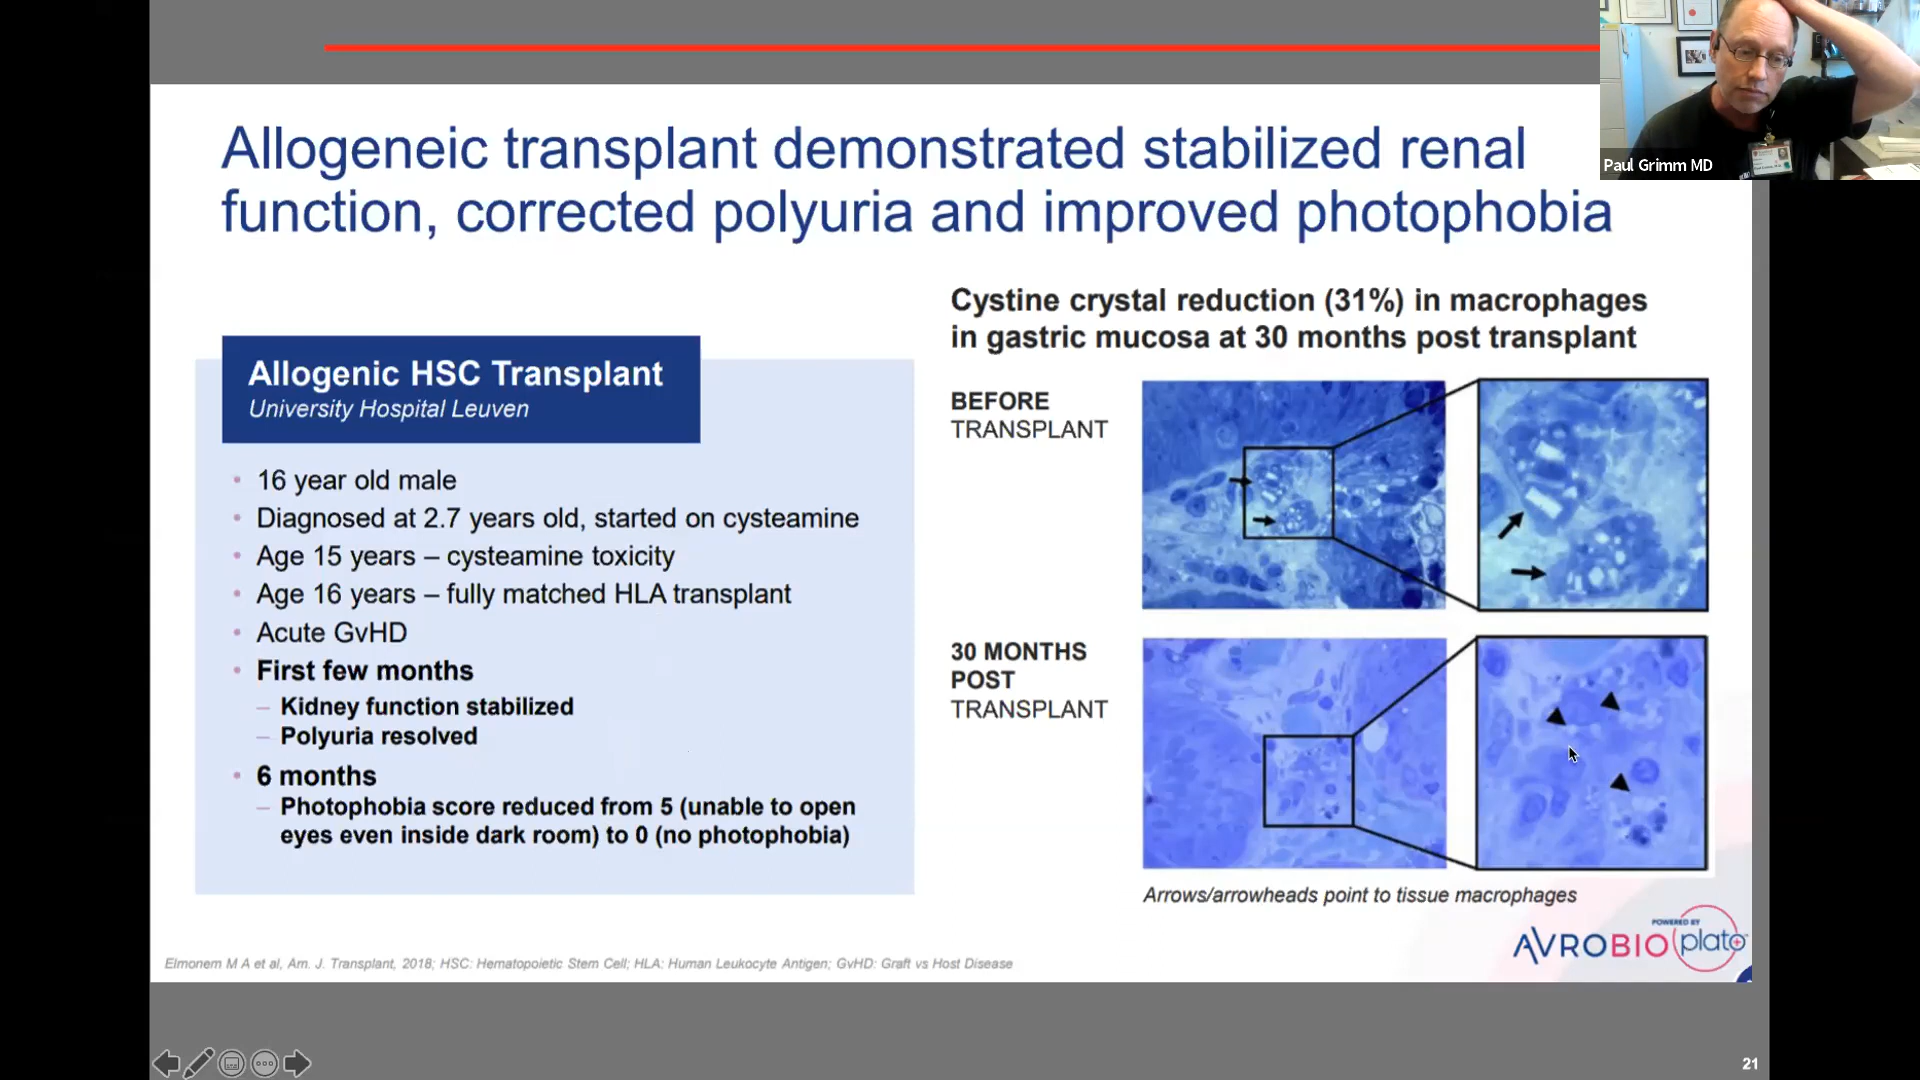 Paul Grimm MD
Allogeneic transplant demonstrated stabilized renal
function, corrected polyuria and improved photophobia
Allogenic HSC Transplant
University Hospital Leuven
• 16 year old male
• Diagnosed at 2.7 years old, started on cysteamine
• Age 15 years – cysteamine toxicity
• Age 16 years – fully matched HLA transplant
• Acute GvHD
• First few months
– Kidney function stabilized
– Polyuria resolved
• 6 months
– Photophobia score reduced from 5 (unable to open
eyes even inside dark room) to 0 (no photophobia)
Cystine crystal reduction (31%) in macrophages
in gastric mucosa at 30 months post transplant
BEFORE
TRANSPLANT
30 MONTHS
POST
TRANSPLANT
Arrows/arrowheads point to tissue macrophages
POWERED BY
AVROBIO plato
Elmonem M A et al, Am. J. Transplant, 2018; HSC: Hematopoietic Stem Cell; HLA: Human Leukocyte Antigen; GvHD: Graft vs Host Disease
21